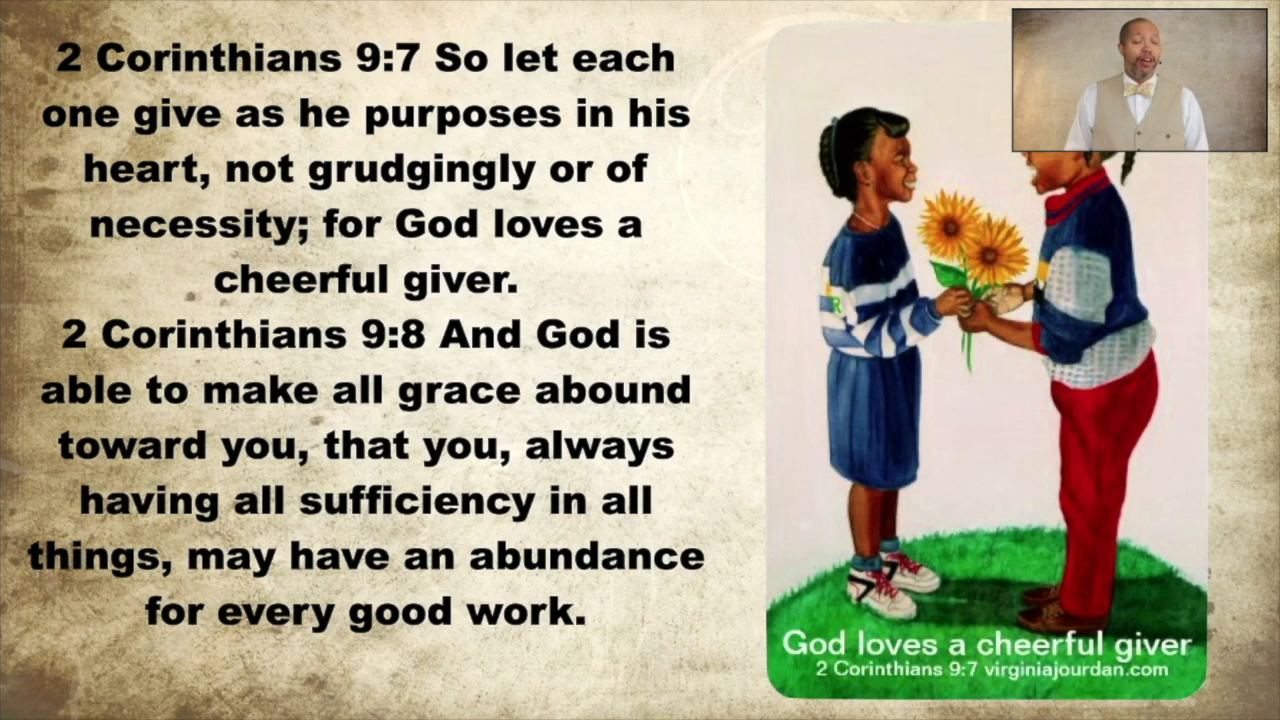 2 Corinthians 9:7 So let each
one give as he purposes in his
heart, not grudgingly or of
necessity; for God loves a
cheerful giver.
2 Corinthians 9:8 And God is
able to make all grace abound
toward you, that you, always
having all sufficiency in all
things, may have an abundance
for every good work.
God loves a cheerful giver
2 Corinthians 9:7 virginiajourdan.com